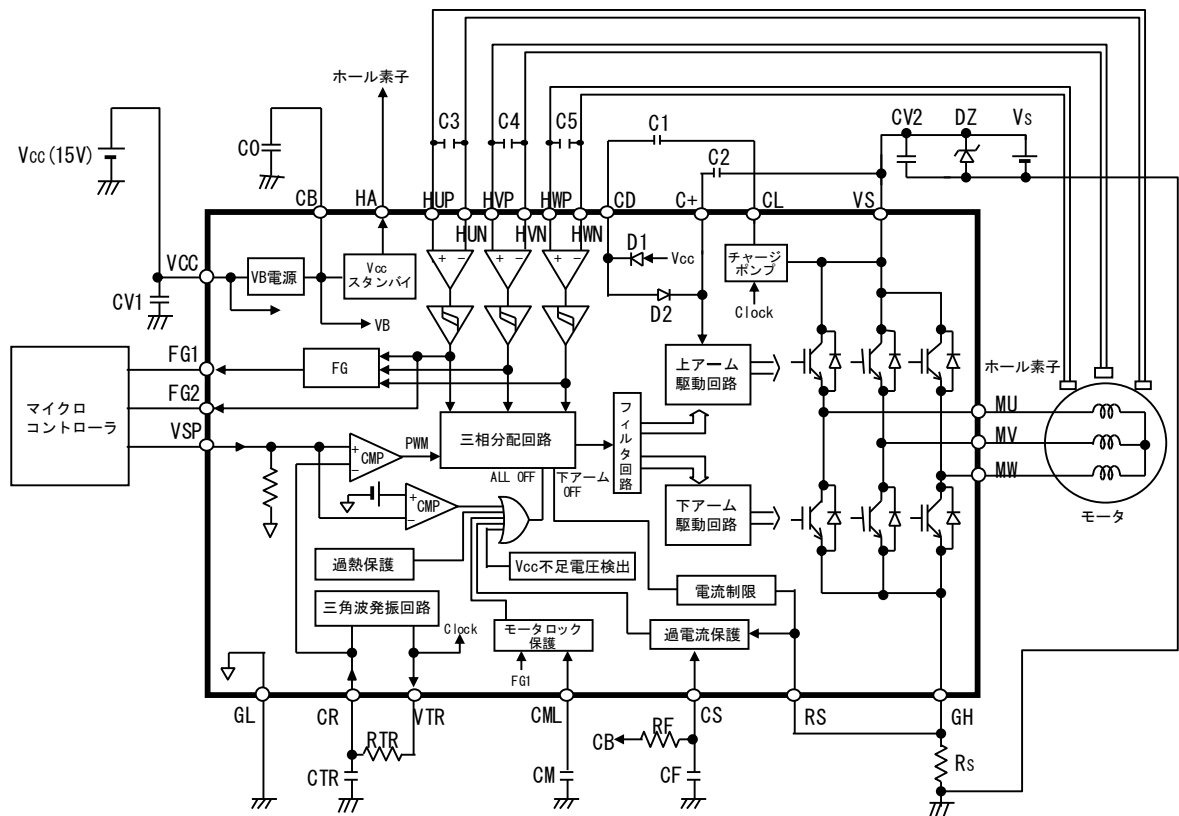 ホール素子
C3
C4
C5
C1
CV2
DZ
VS
VCC(15V)
C0
C2
CB
HA
HUP
HVP
HWP
CD
C+
CL
VS
HUN
HVN
HWN
VCC
VB電源
Vcc
スタンバイ
D1
Vcc
チャージ
ポンプ
CV1
D2
Clock
VB
FG1
FG
上アーム
駆動回路
ホール素子
マイクロ
コントローラ
FG2
フィルタ回路
MU
VSP
PWM
三相分配回路
MV
+
-
CMP
ALL OFF
下アーム
OFF
MW
+
-
CMP
下アーム
駆動回路
モータ
過熱保護
Vcc不足電圧検出
電流制限
三角波発振回路
Clock
モータロック
保護
過電流保護
FG1
GL
CR
VTR
CML
CS
RS
GH
RTR
CB
RF
RS
CTR
CM
CF